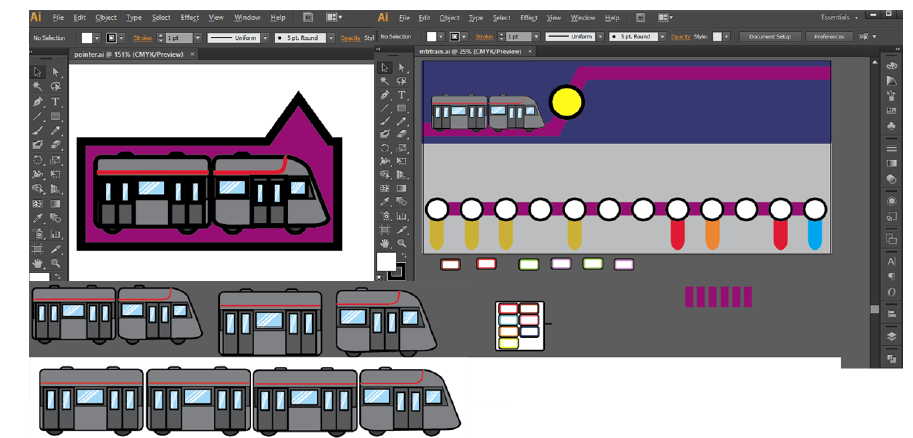 Ai File Edit Object Type Select Effect View Window Help
No Selection Stroke: 1 pt Uniform 5 pt. Round Opacity Style
pointer.ai @ 151% (CMYK/Preview) ×
Ai File Edit Object Type Select Effect View Window Help Essentials
No Selection Stroke: 1 pt Uniform 5 pt. Round Opacity Style: Document Setup Preferences
mtrtrain.ai @ 25% (CMYK/Preview) ×